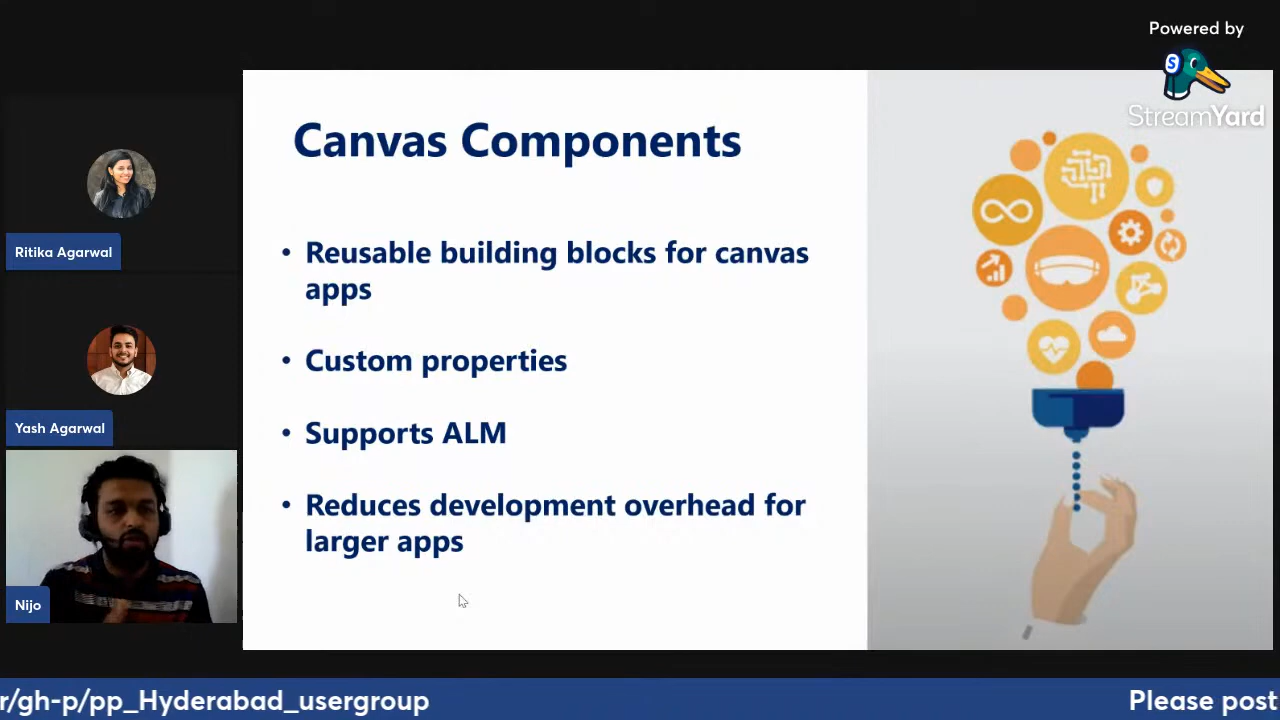 Powered by
S
StreamYard
Canvas Components
• Reusable building blocks for canvas
apps
• Custom properties
• Supports ALM
• Reduces development overhead for
larger apps
Ritika Agarwal
Yash Agarwal
Nijo
r/gh-p/pp_Hyderabad_usergroup
Please post